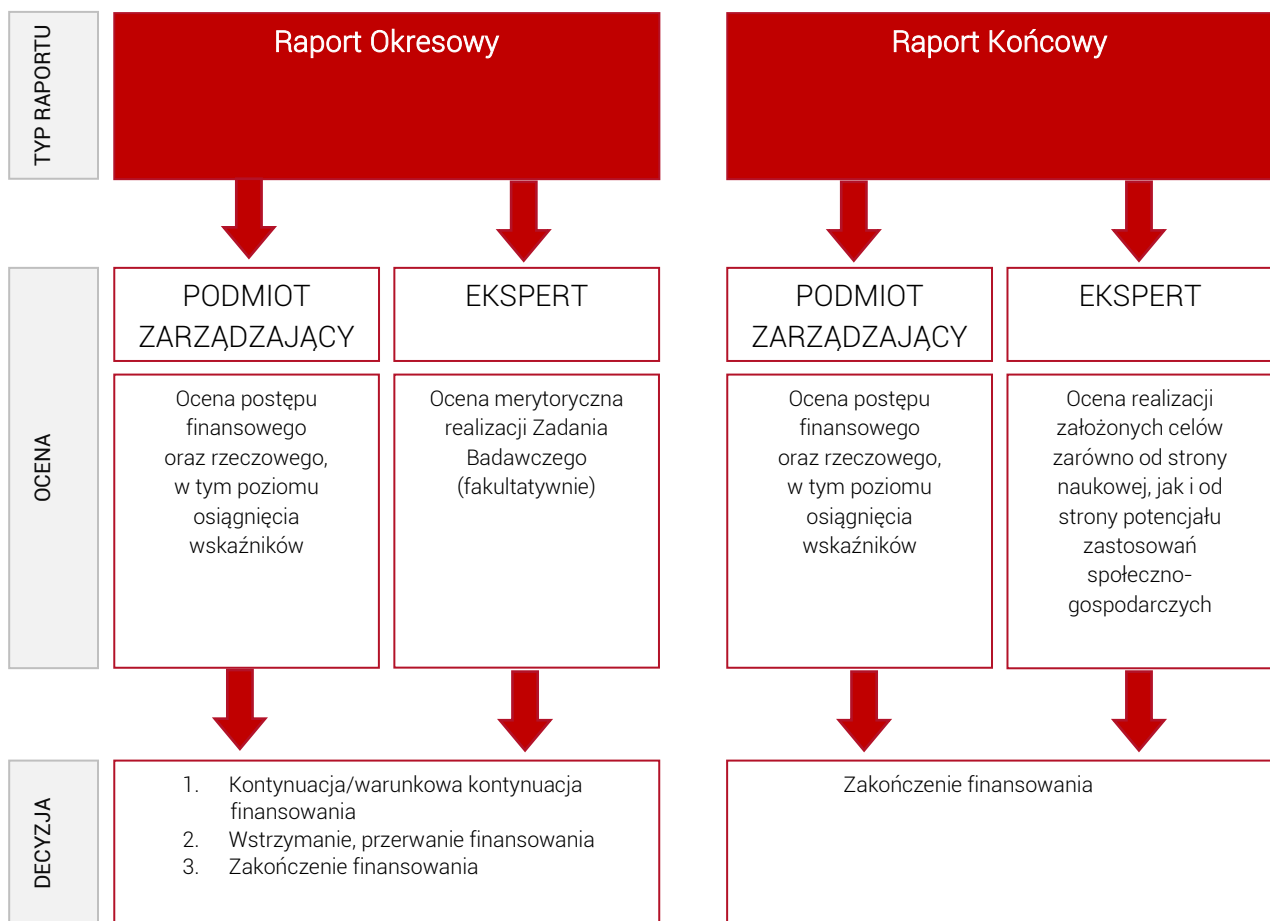 TYP RAPORTU
Raport Okresowy
Raport Końcowy
OCENA
PODMIOT
ZARZĄDZAJĄCY
EKSPERT
PODMIOT
ZARZĄDZAJĄCY
EKSPERT
Ocena postępu
finansowego
oraz rzeczowego,
w tym poziomu
osiągnięcia
wskaźników
Ocena merytoryczna
realizacji Zadania
Badawczego
(fakultatywnie)
Ocena postępu
finansowego
oraz rzeczowego,
w tym poziomu
osiągnięcia
wskaźników
Ocena realizacji
założonych celów
zarówno od strony
naukowej, jak i od
strony potencjału
zastosowań
społeczno-
gospodarczych
DECYZJA
1. Kontynuacja/warunkowa kontynuacja
finansowania
2. Wstrzymanie, przerwanie finansowania
3. Zakończenie finansowania
Zakończenie finansowania